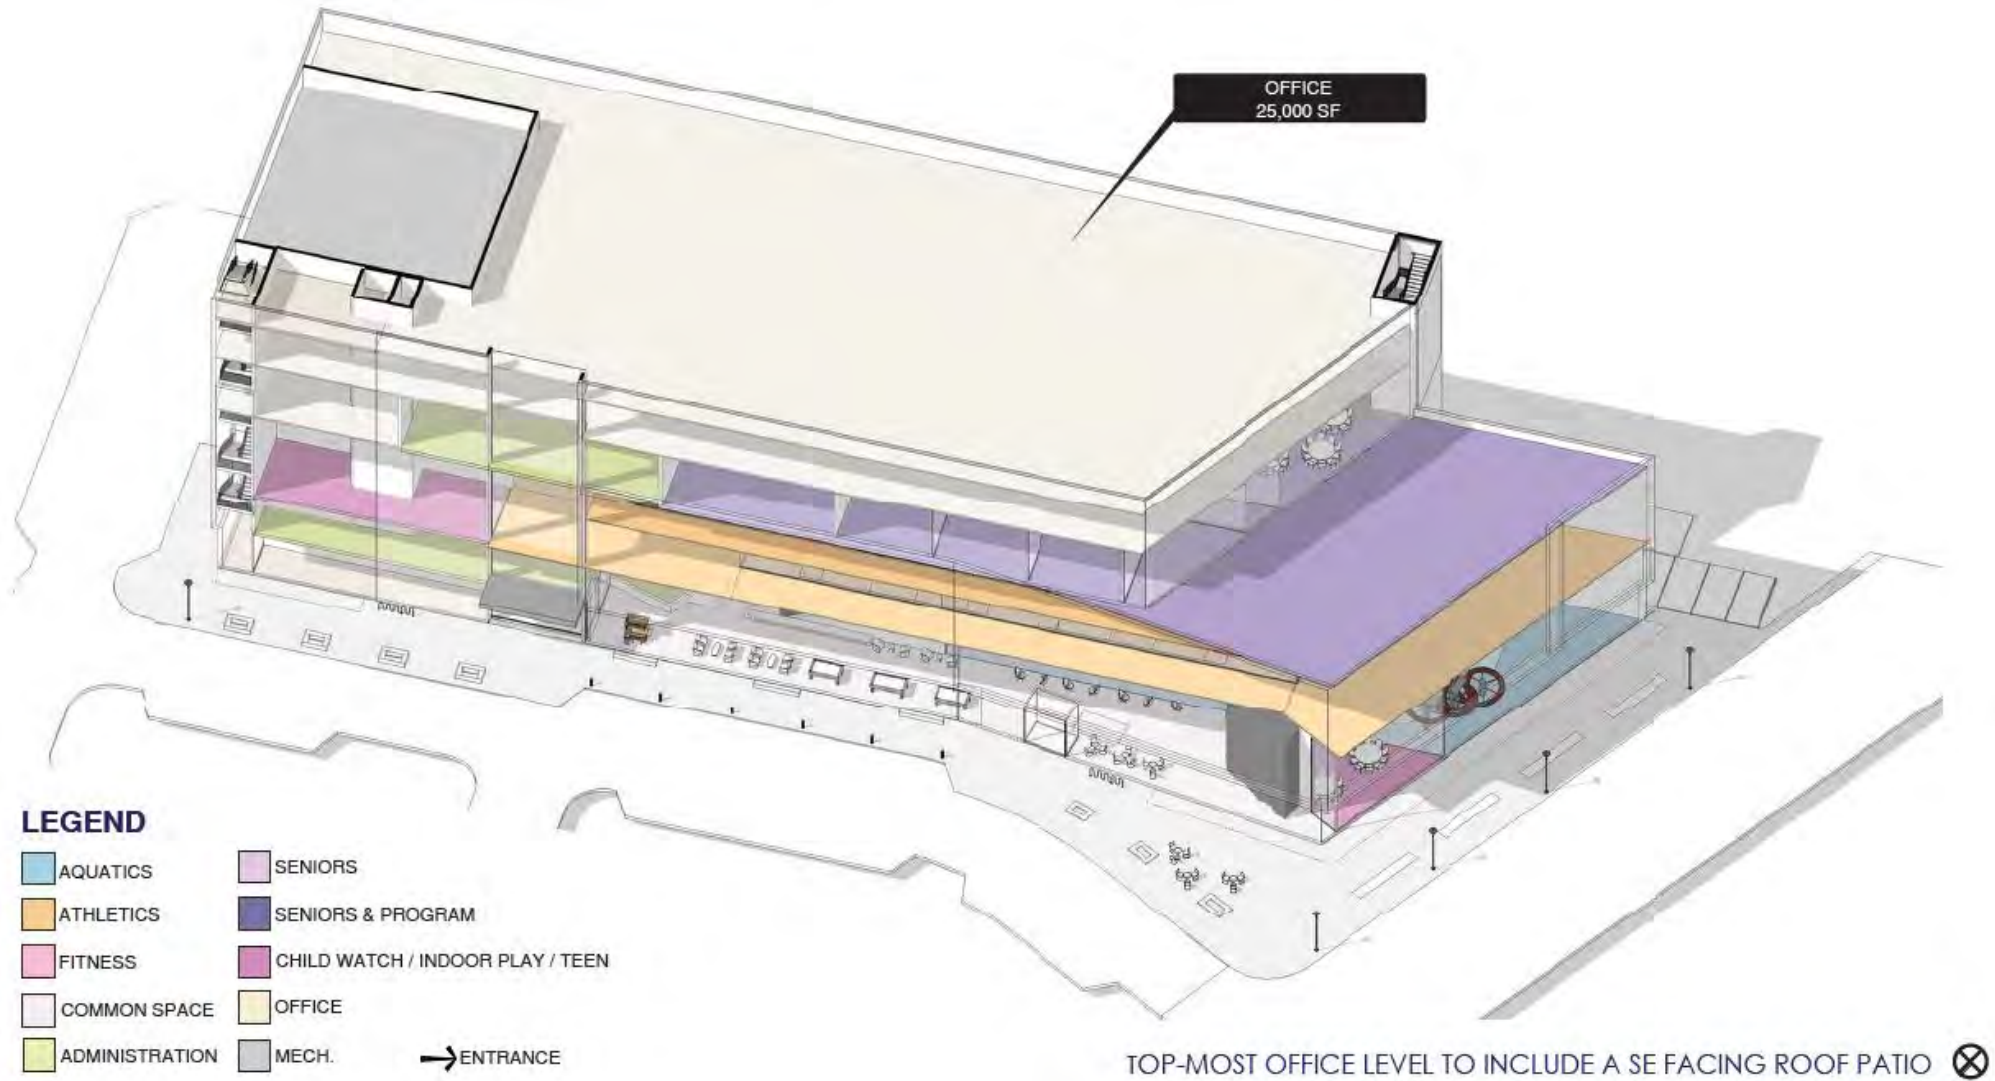 OFFICE
25,000 SF
LEGEND
AQUATICS
ATHLETICS
FITNESS
COMMON SPACE
ADMINISTRATION
SENIORS
SENIORS & PROGRAM
CHILD WATCH / INDOOR PLAY / TEEN
OFFICE
MECH.
ENTRANCE
TOP-MOST OFFICE LEVEL TO INCLUDE A SE FACING ROOF PATIO